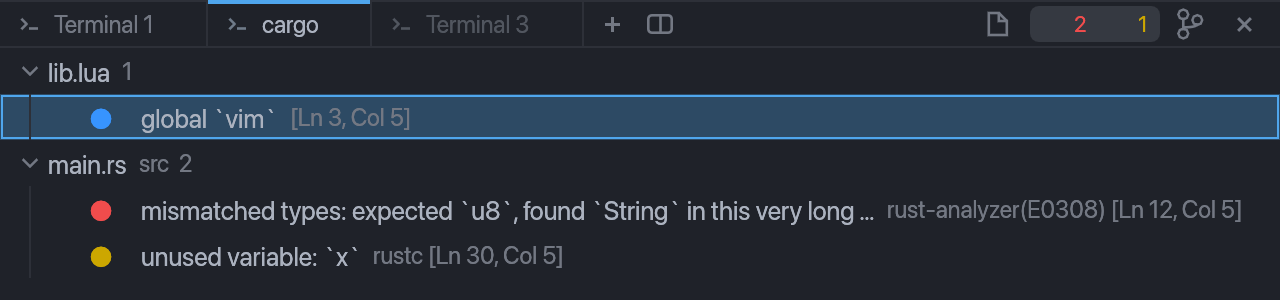 Terminal 1 cargo Terminal 3 2 1
lib.lua 1
global `vim` [Ln 3, Col 5]
main.rs src 2
mismatched types: expected `u8`, found `String` in this very long ... rust-analyzer(E0308) [Ln 12, Col 5]
unused variable: `x` rustc [Ln 30, Col 5]